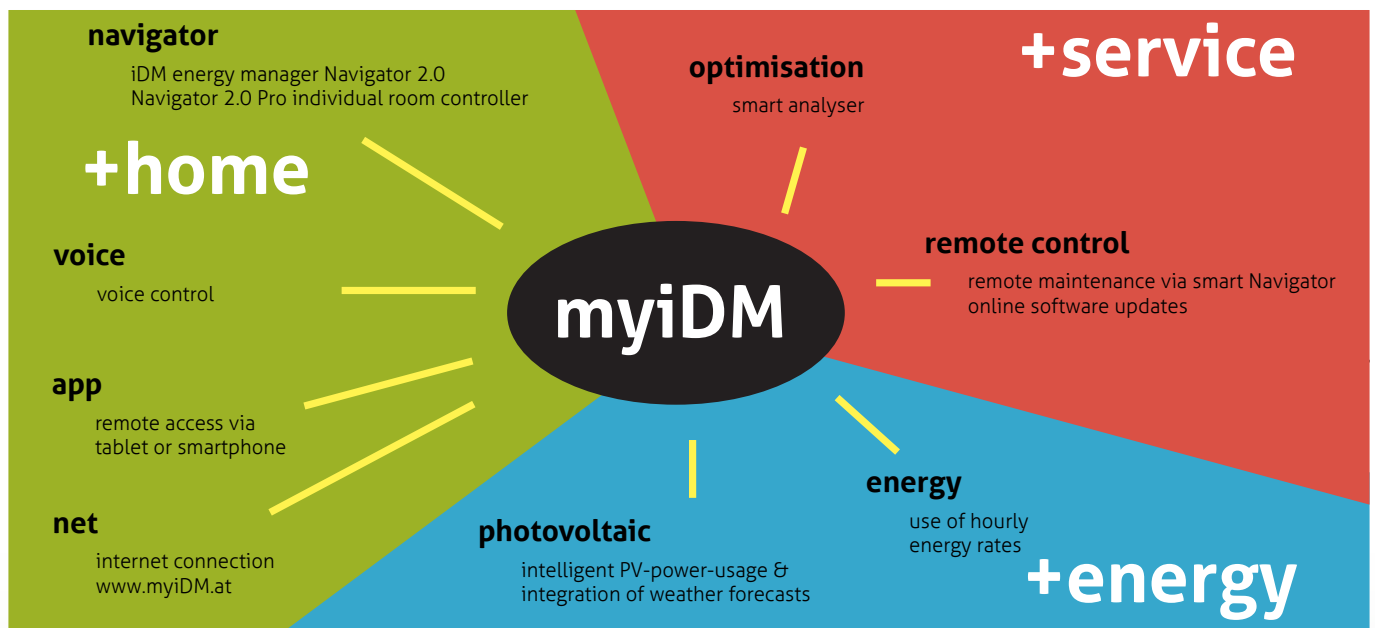 navigator
iDM energy manager Navigator 2.0
Navigator 2.0 Pro individual room controller
+home
voice
voice control
app
remote access via
tablet or smartphone
net
internet connection
www.myiDM.at
myiDM
optimisation
smart analyser
+service
remote control
remote maintenance via smart Navigator
online software updates
photovoltaic
intelligent PV-power-usage &
integration of weather forecasts
energy
use of hourly
energy rates
+energy